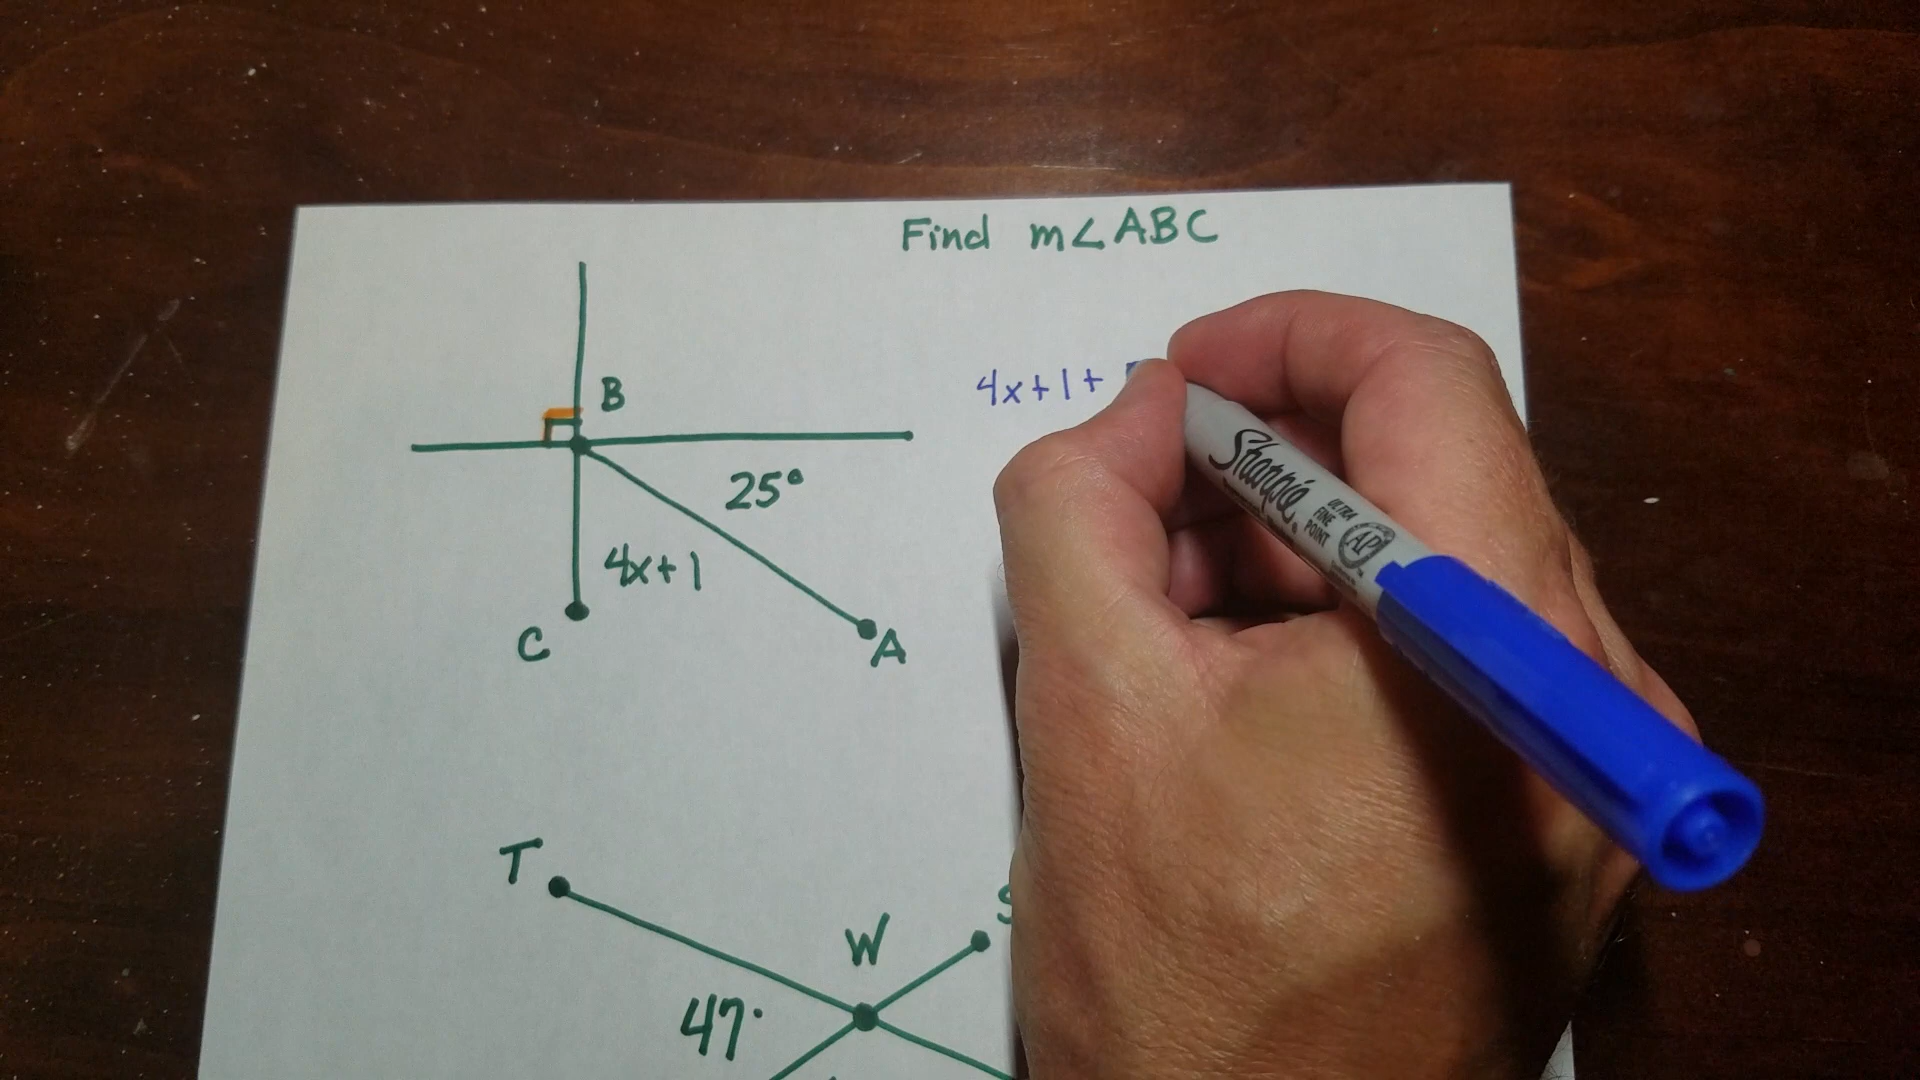 Find m∠ABC
B
4x+1+
25°
4x+1
C
A
Sharpie.
ULTRA
FINE
POINT
AP
T
W
S
47°